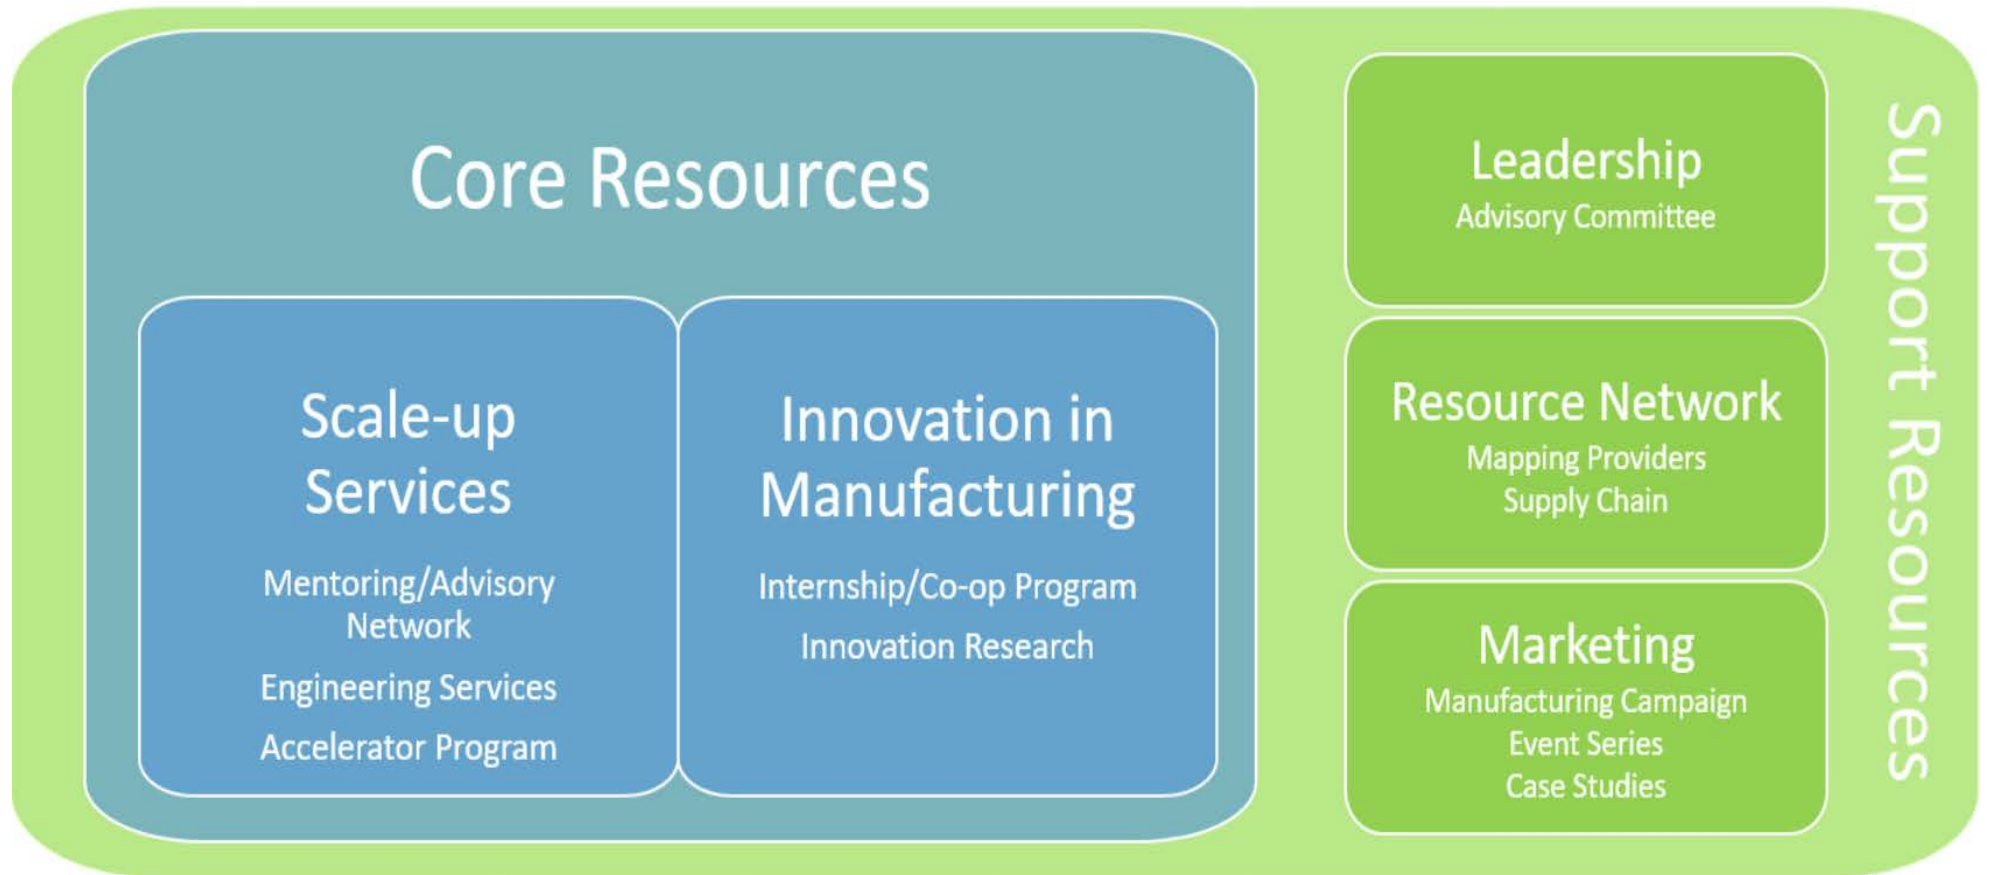 Core Resources
Scale-up
Services
Mentoring/Advisory
Network
Engineering Services
Accelerator Program
Innovation in
Manufacturing
Internship/Co-op Program
Innovation Research
Leadership
Advisory Committee
Resource Network
Mapping Providers
Supply Chain
Marketing
Manufacturing Campaign
Event Series
Case Studies
Support Resources